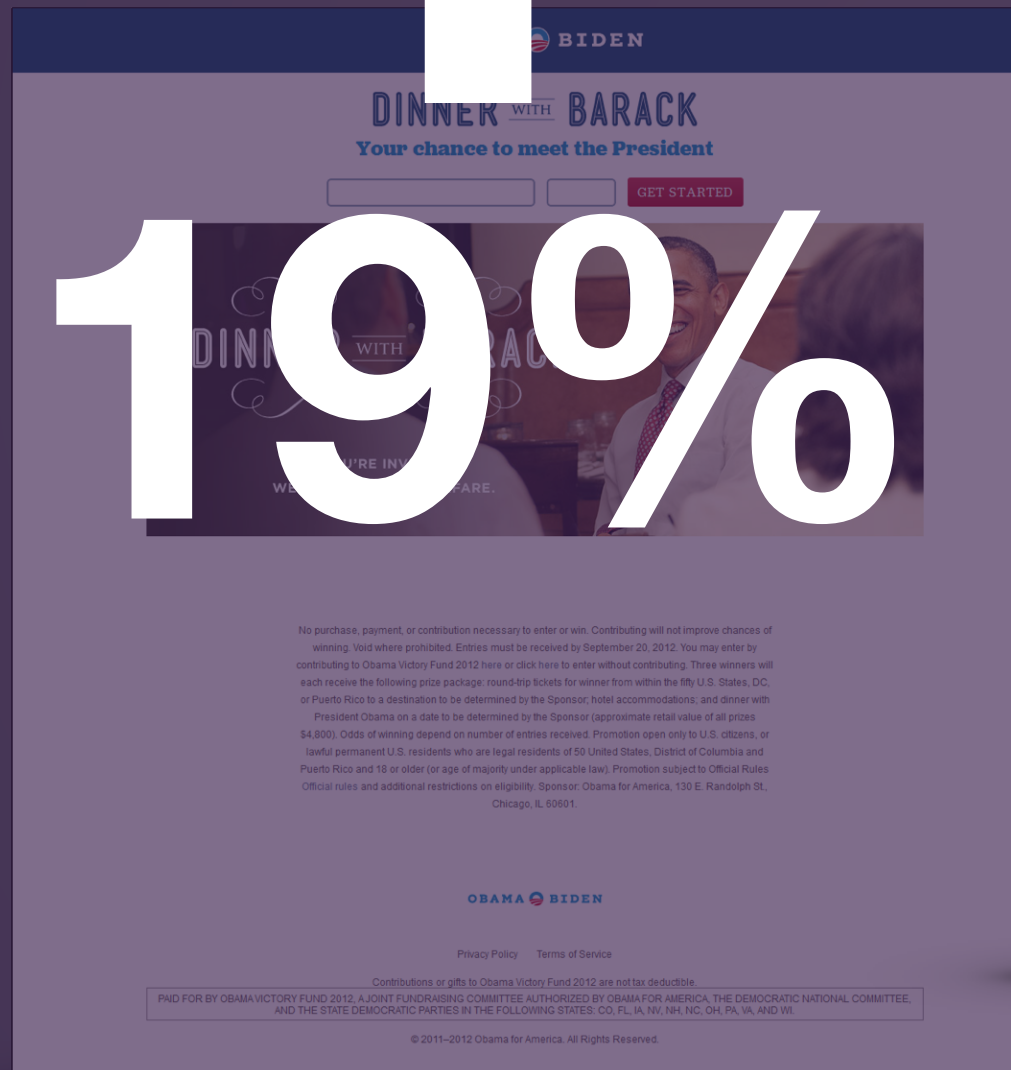 BIDEN
DINNER WITH BARACK
Your chance to meet the President
GET STARTED
19%
WITH
No purchase, payment, or contribution necessary to enter or win. Contributing will not improve chances of
winning. Void where prohibited. Entries must be received by September 20, 2012. You may enter by
contributing to Obama Victory Fund 2012 here or click here to enter without contributing. Three winners will
each receive the following prize package: round-trip tickets for winner from within the fifty U.S. States, DC,
or Puerto Rico to a destination to be determined by the Sponsor; hotel accommodations; and dinner with
President Obama on a date to be determined by the Sponsor (approximate retail value of all prizes
$4,800). Odds of winning depend on number of entries received. Promotion open only to U.S. citizens, or
lawful permanent U.S. residents who are legal residents of 50 United States, District of Columbia and
Puerto Rico and 18 or older (or age of majority under applicable law). Promotion subject to Official Rules
Official rules and additional restrictions on eligibility. Sponsor: Obama for America, 130 E. Randolph St.,
Chicago, IL 60601.
OBAMA BIDEN
Privacy Policy Terms of Service
Contributions or gifts to Obama Victory Fund 2012 are not tax deductible.
PAID FOR BY OBAMA VICTORY FUND 2012, A JOINT FUNDRAISING COMMITTEE AUTHORIZED BY OBAMA FOR AMERICA, THE DEMOCRATIC NATIONAL COMMITTEE,
AND THE STATE DEMOCRATIC PARTIES IN THE FOLLOWING STATES: CO, FL, IA, NV, NH, NC, OH, PA, VA, AND WI.
© 2011–2012 Obama for America. All Rights Reserved.